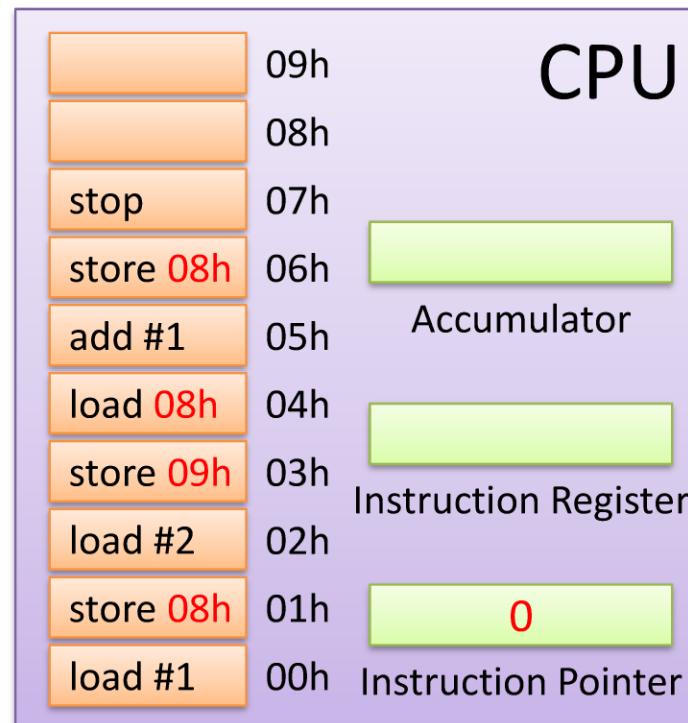 CPU
09h
08h
stop 07h
store 08h 06h
add #1 05h
load 08h 04h
store 09h 03h
load #2 02h
store 08h 01h
load #1 00h
Accumulator
Instruction Register
0
Instruction Pointer